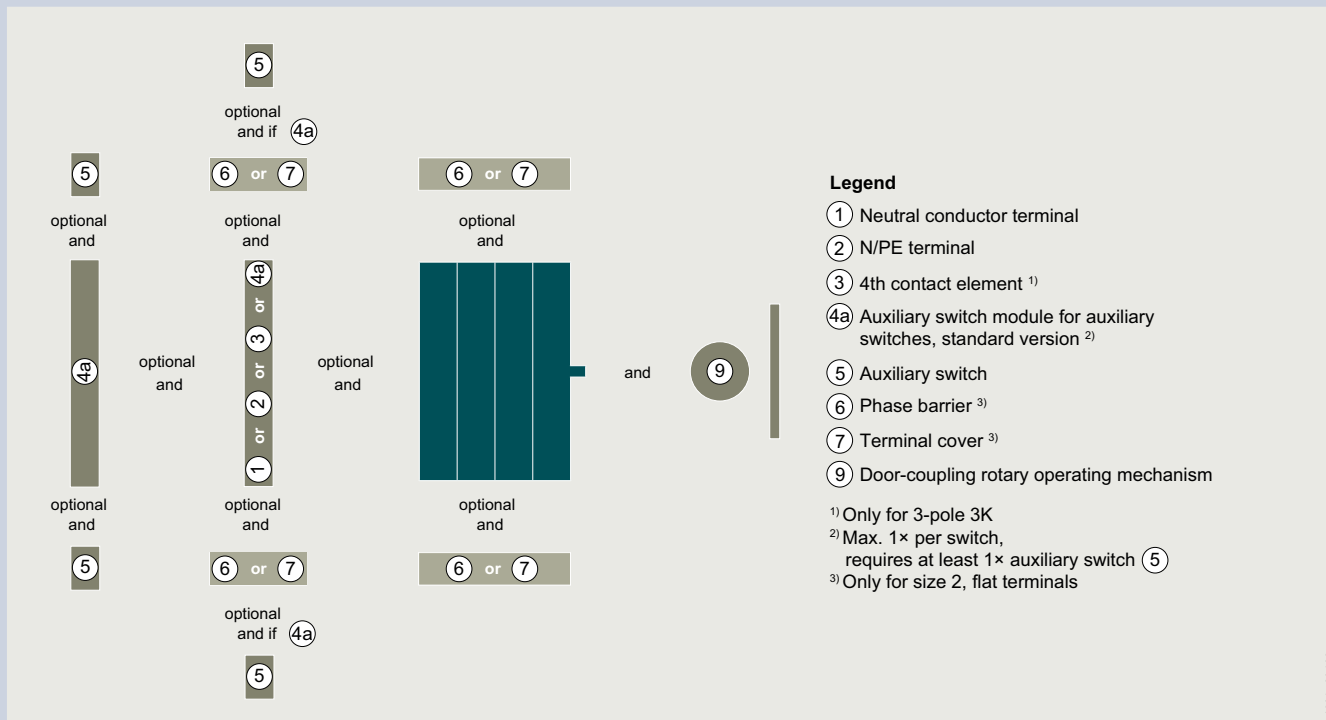 5
optional
and if 4a
5
6 or 7
6 or 7
optional
and
optional
and
optional
and
4a
1 or 2 or 3 or 4a
optional
and
optional
and
and
9
optional
and
optional
and
optional
and
5
6 or 7
6 or 7
optional
and if 4a
5
Legend
1 Neutral conductor terminal
2 N/PE terminal
3 4th contact element 1)
4a Auxiliary switch module for auxiliary
switches, standard version 2)
5 Auxiliary switch
6 Phase barrier 3)
7 Terminal cover 3)
9 Door-coupling rotary operating mechanism
1) Only for 3-pole 3K
2) Max. 1× per switch,
requires at least 1× auxiliary switch 5
3) Only for size 2, flat terminals